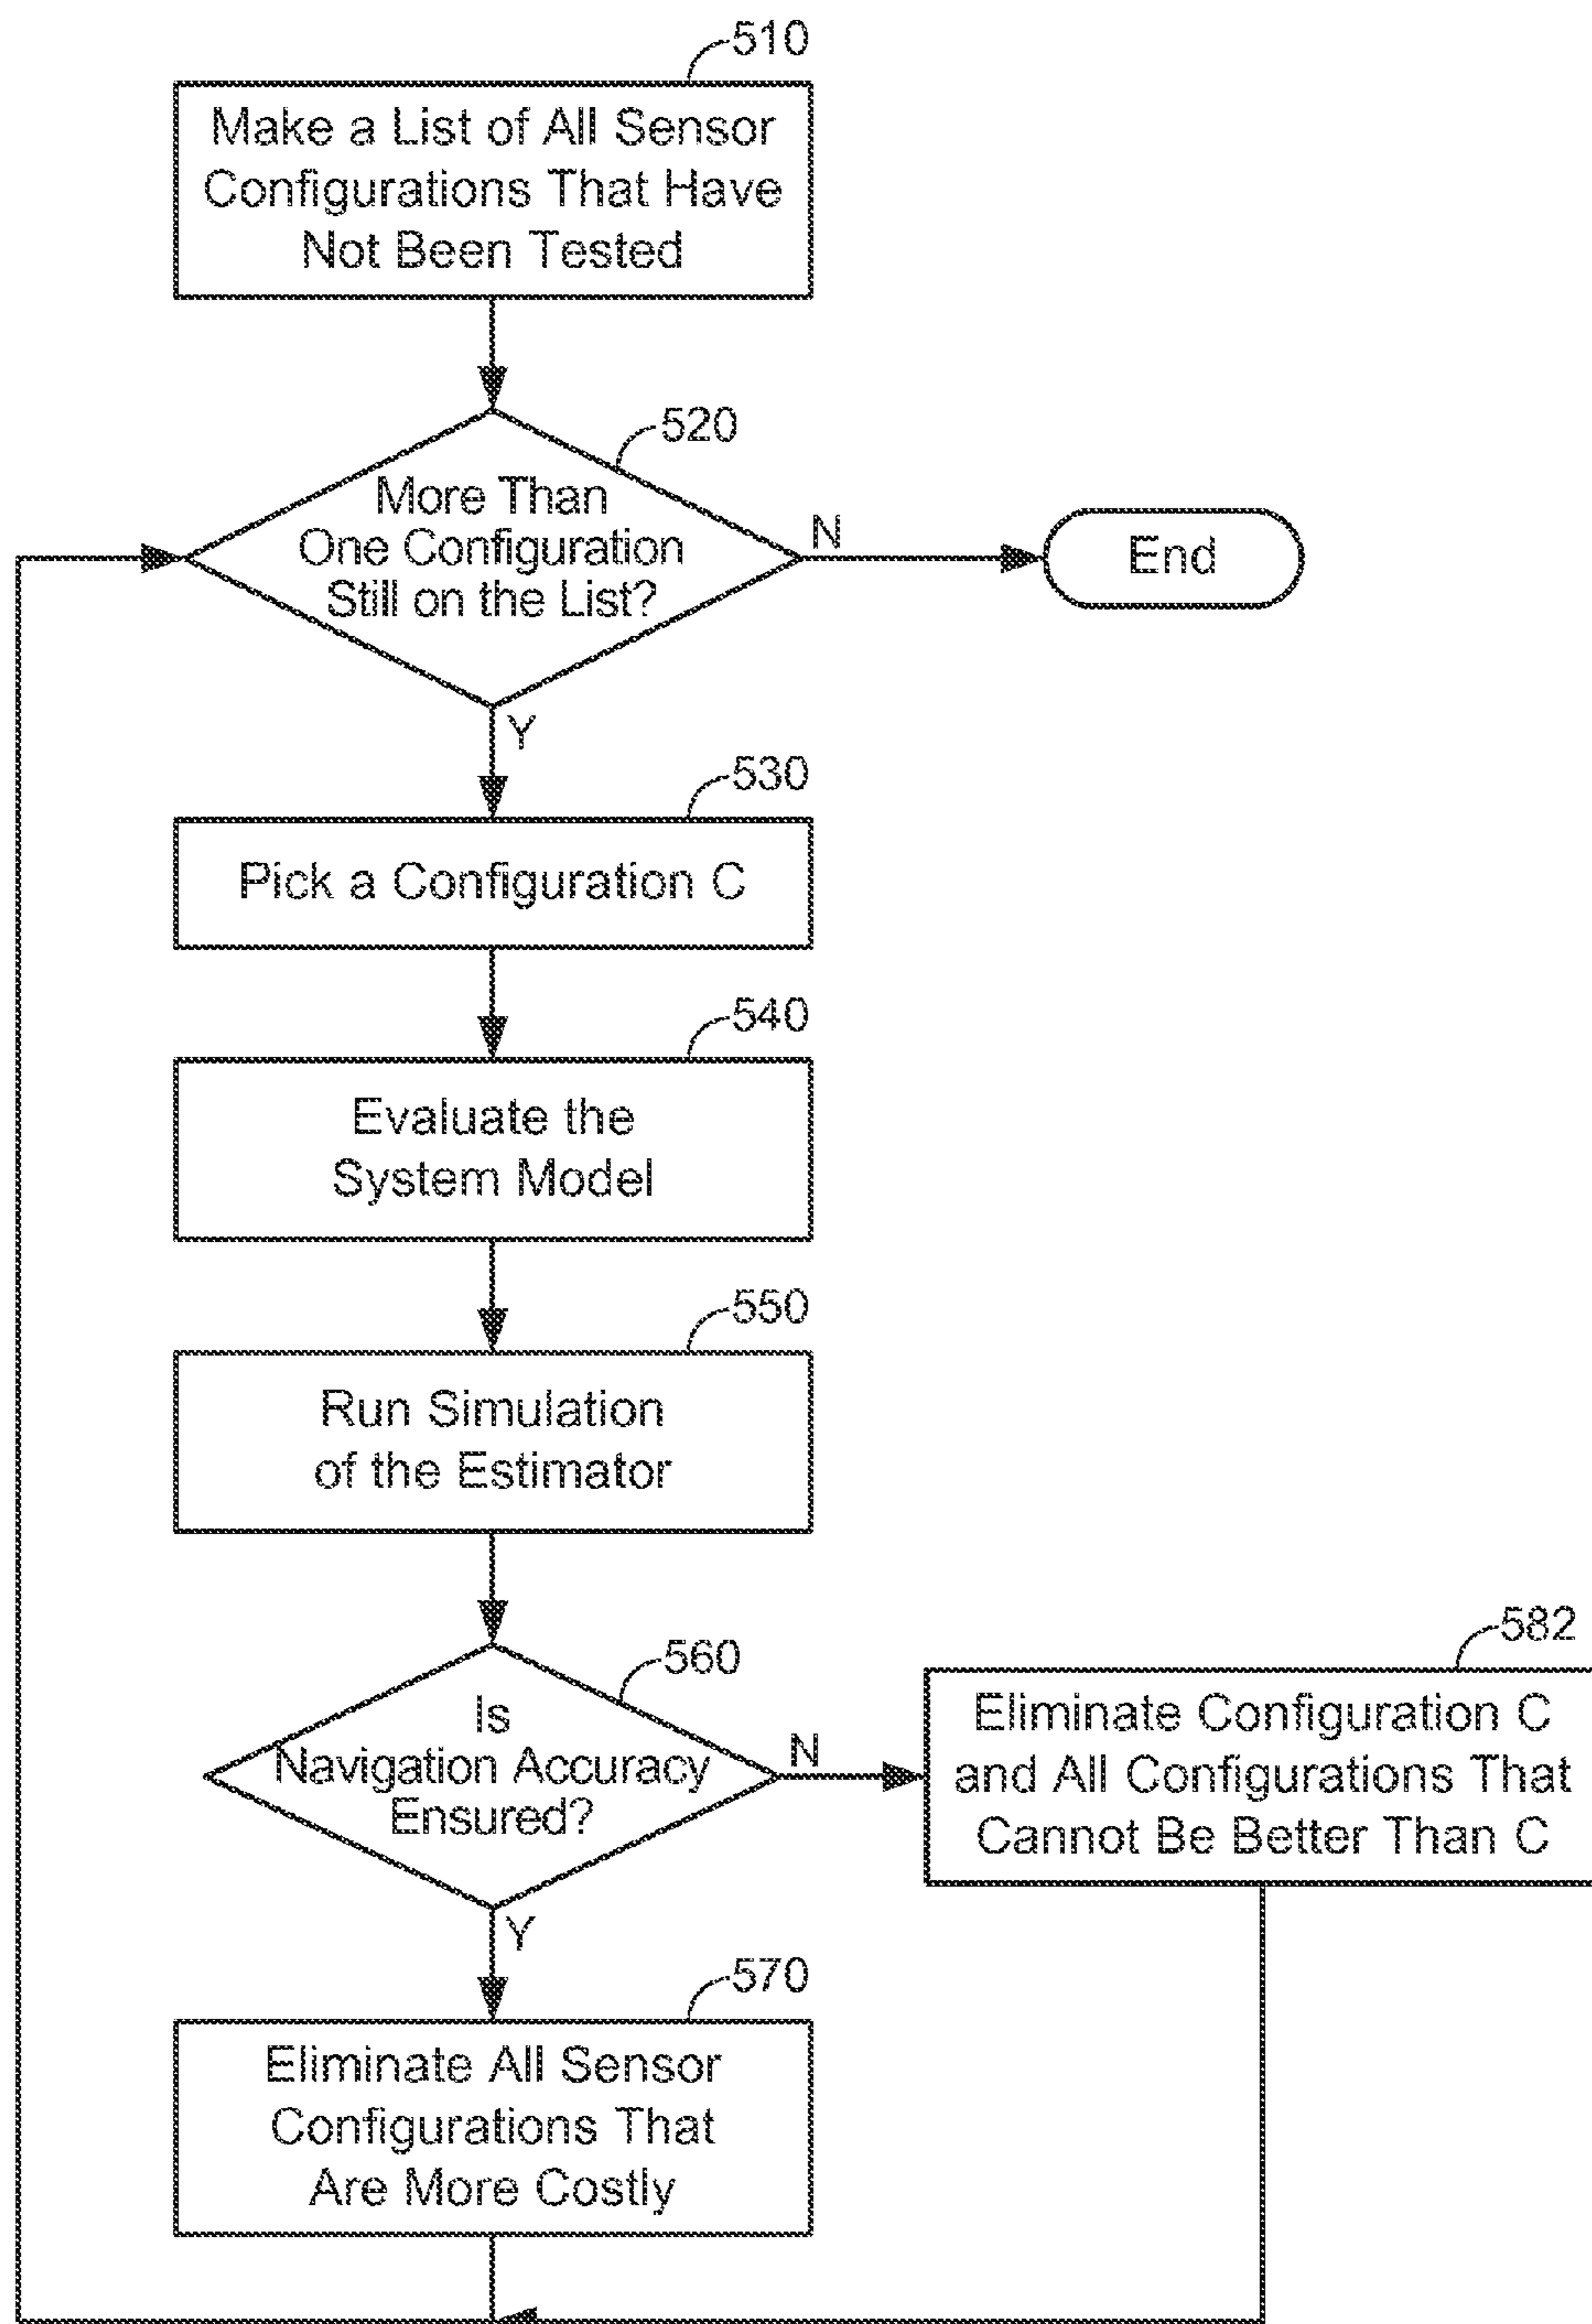 510
Make a List of All Sensor
Configurations That Have
Not Been Tested
520
More Than
One Configuration
Still on the List?
N
End
Y
530
Pick a Configuration C
540
Evaluate the
System Model
550
Run Simulation
of the Estimator
560
Is
Navigation Accuracy
Ensured?
N
582
Eliminate Configuration C
and All Configurations That
Cannot Be Better Than C
Y
570
Eliminate All Sensor
Configurations That
Are More Costly